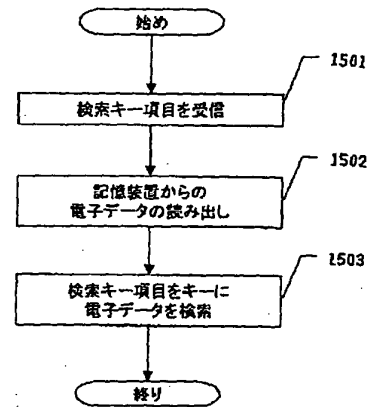 始め
1501
検索キー項目を受信
1502
記憶装置からの
電子データの読み出し
1503
検索キー項目をキーに
電子データを検索
終り